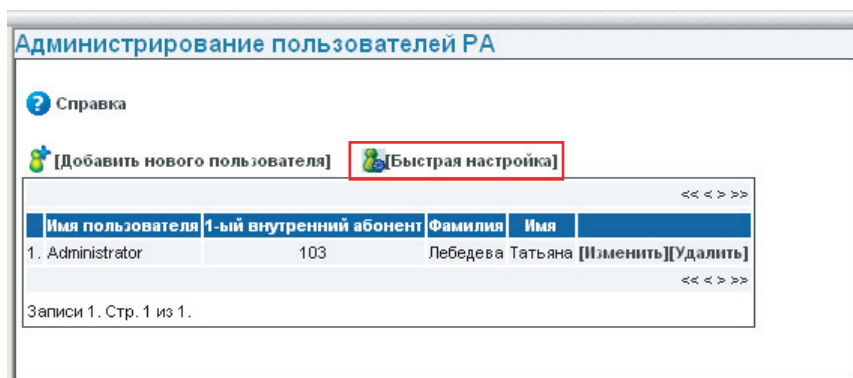 Администрирование пользователей РА
Справка
[Добавить нового пользователя] [Быстрая настройка]
<< < > >>
Имя пользователя 1-ый внутренний абонент Фамилия Имя
1. Administrator 103 Лебедева Татьяна [Изменить][Удалить]
<< < > >>
Записи 1. Стр. 1 из 1.